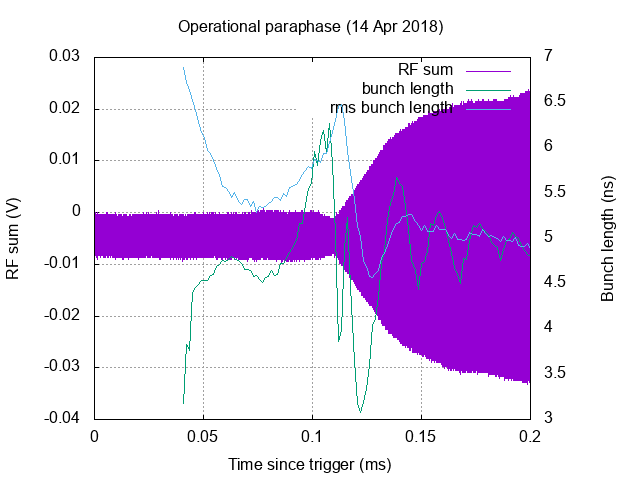 Operational paraphase (14 Apr 2018)
RF sum
bunch length
rms bunch length
0.03
0.02
0.01
0
-0.01
-0.02
-0.03
-0.04
RF sum (V)
7
6.5
6
5.5
5
4.5
4
3.5
3
Bunch length (ns)
0 0.05 0.1 0.15 0.2
Time since trigger (ms)